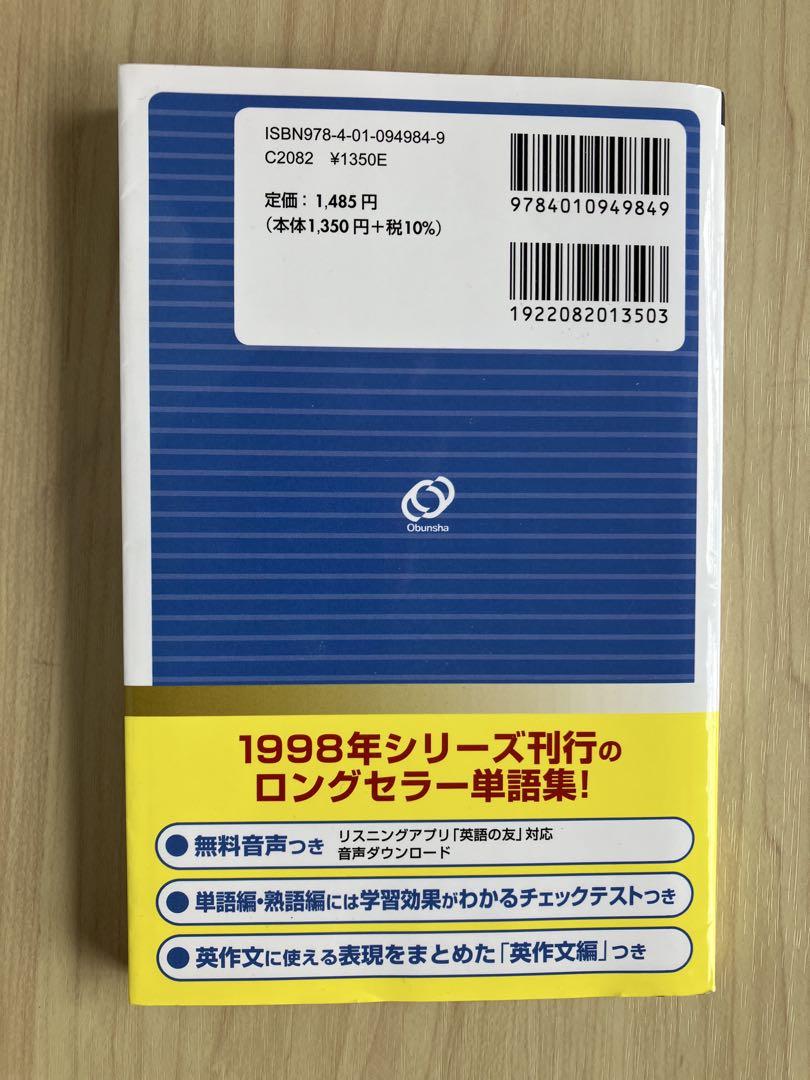 ISBN978-4-01-094984-9
C2082 ¥1350E
定価：1,485円
（本体1,350円＋税10%）
9784010949849
1922082013503
Obunsha
1998年シリーズ刊行の
ロングセラー単語集！
●無料音声つき リスニングアプリ「英語の友」対応
音声ダウンロード
●単語編・熟語編には学習効果がわかるチェックテストつき
●英作文に使える表現をまとめた「英作文編」つき